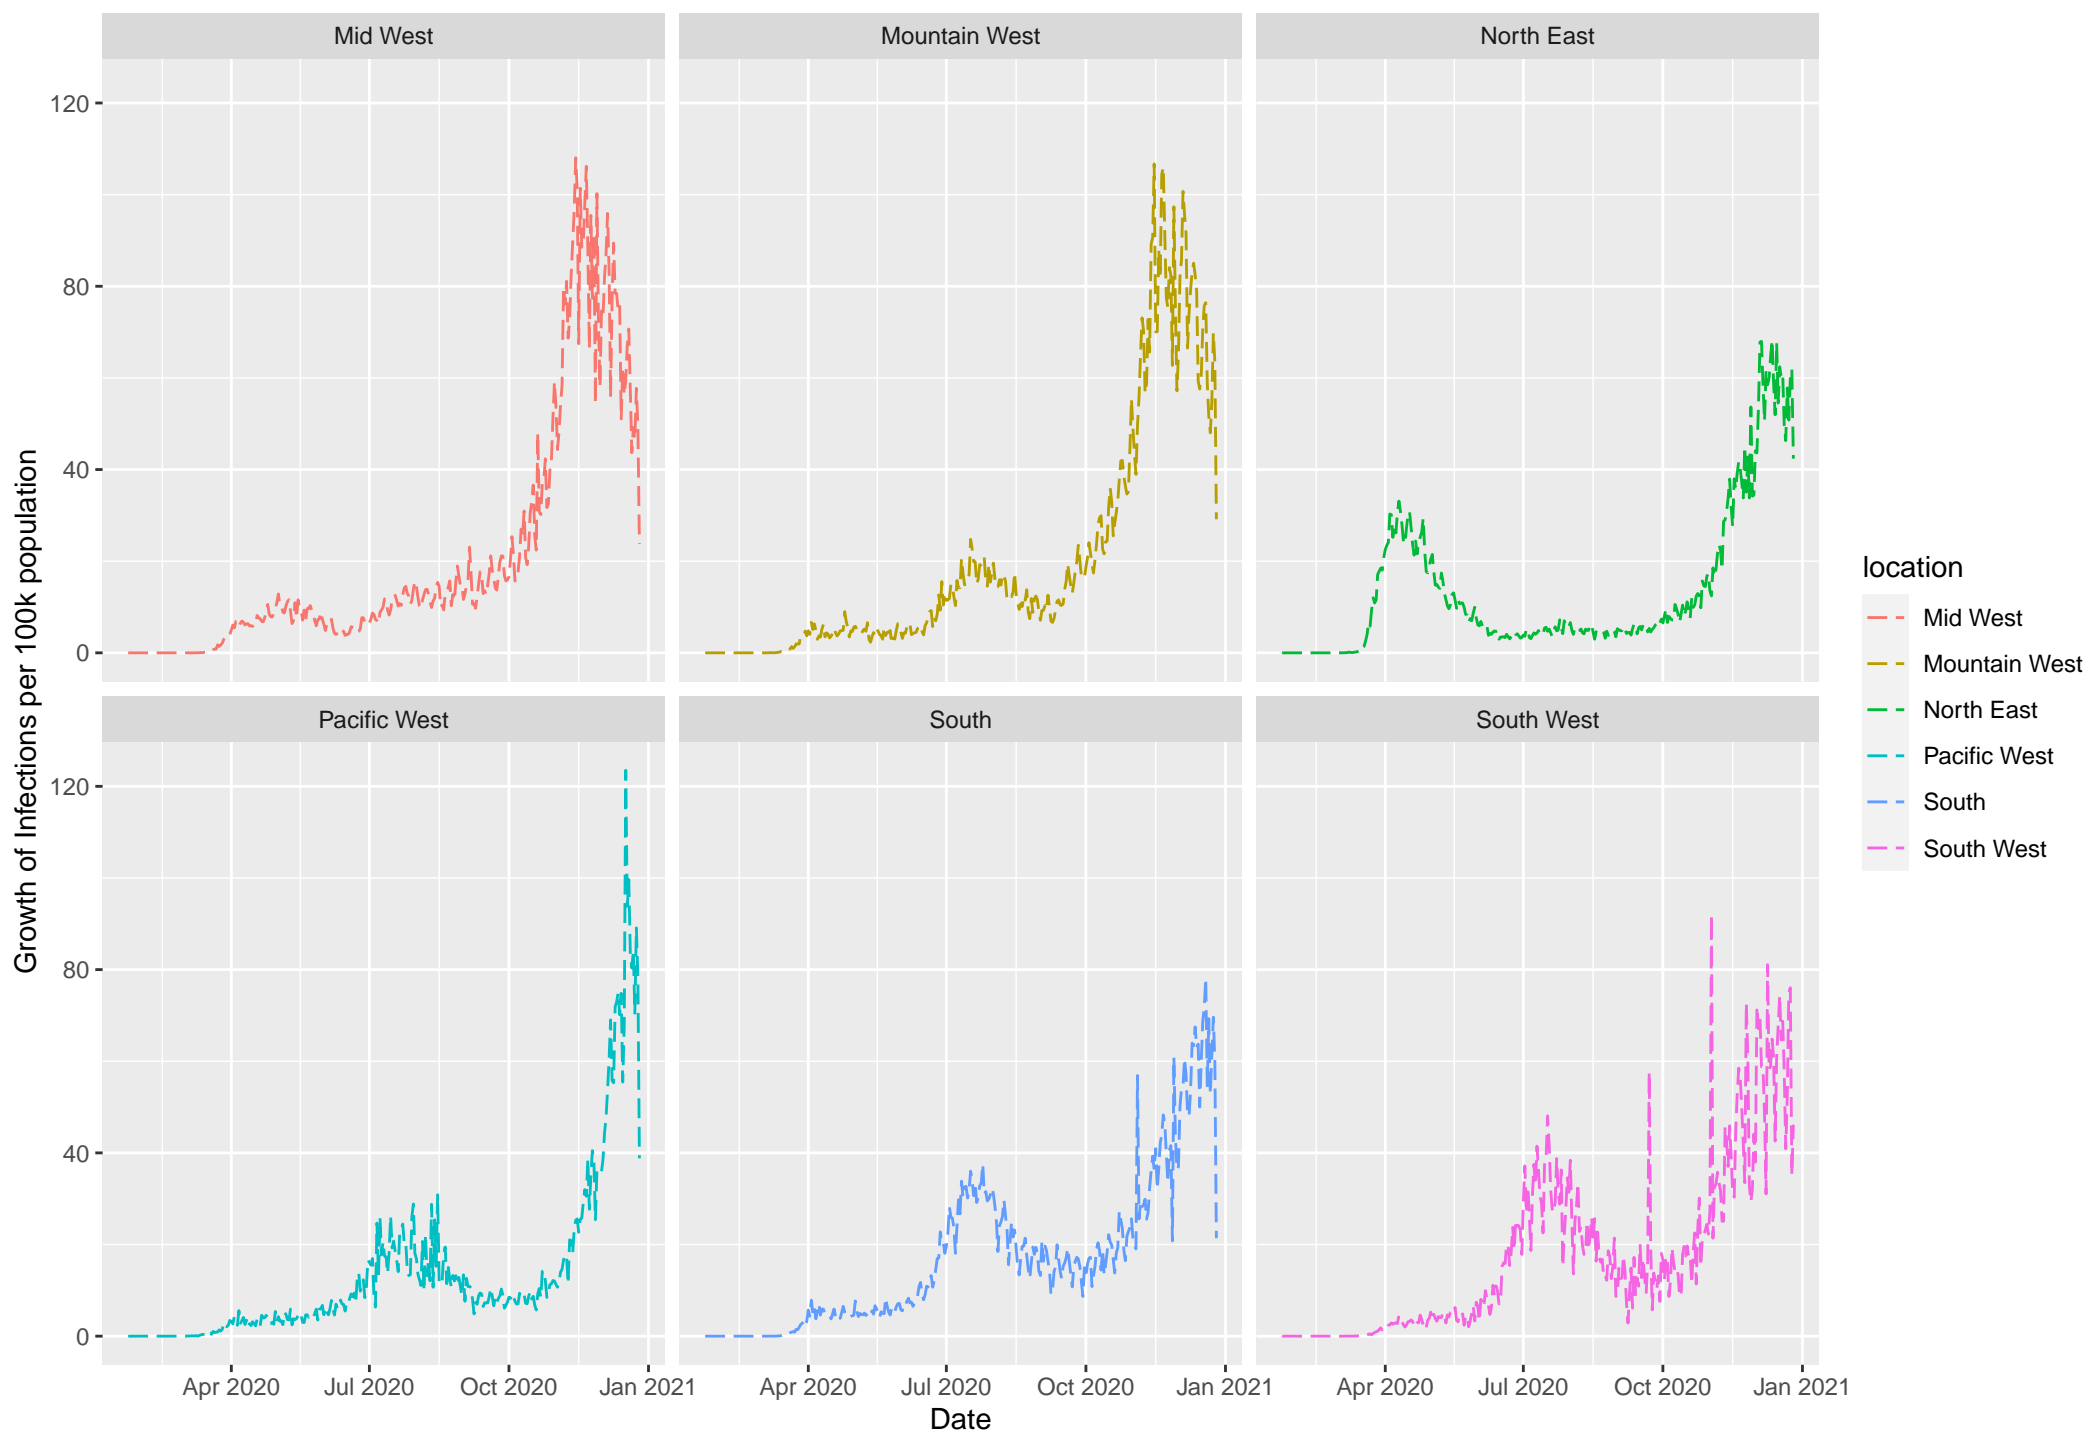 Mid West
Mountain West
North East
120
80
40
0
Growth of Infections per 100k population
Pacific West
South
South West
120
80
40
0
Apr 2020 Jul 2020 Oct 2020 Jan 2021
Apr 2020 Jul 2020 Oct 2020 Jan 2021
Apr 2020 Jul 2020 Oct 2020 Jan 2021
Date
location
Mid West
Mountain West
North East
Pacific West
South
South West